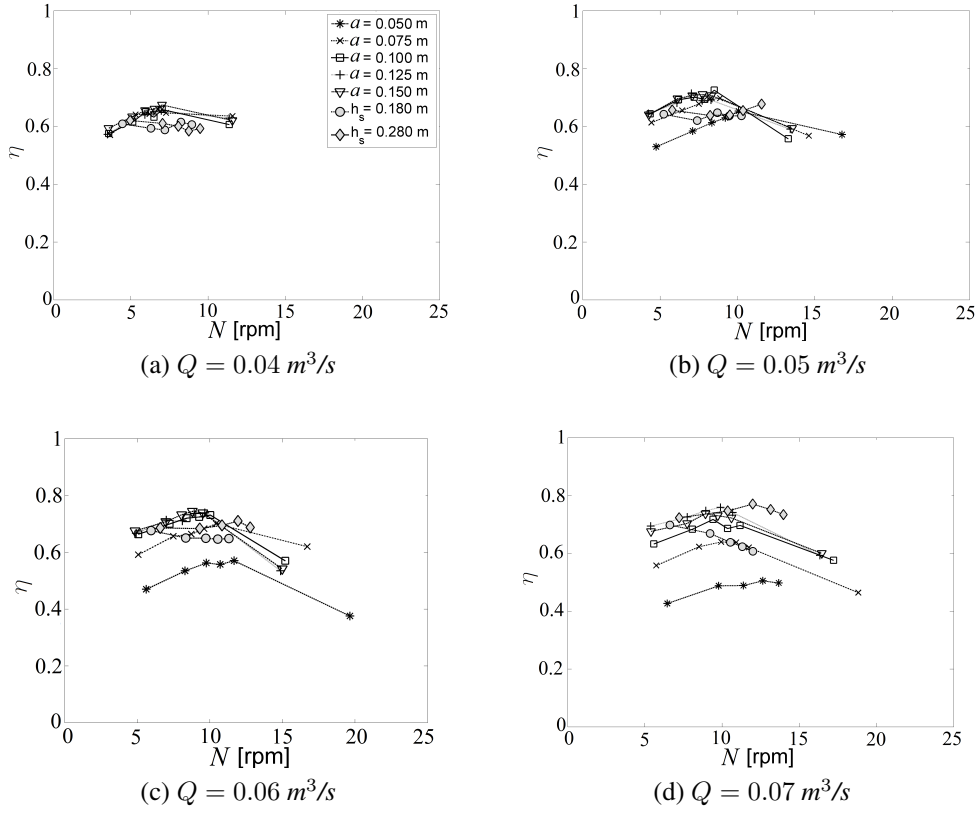 1
0.8
0.6
0.4
0.2
0
η
0 5 10 15 20 25
N [rpm]
a = 0.050 m
a = 0.075 m
a = 0.100 m
a = 0.125 m
a = 0.150 m
h_s = 0.180 m
h_s = 0.280 m
(a) Q = 0.04 m³/s
1
0.8
0.6
0.4
0.2
0
η
0 5 10 15 20 25
N [rpm]
(b) Q = 0.05 m³/s
1
0.8
0.6
0.4
0.2
0
η
0 5 10 15 20 25
N [rpm]
(c) Q = 0.06 m³/s
1
0.8
0.6
0.4
0.2
0
η
0 5 10 15 20 25
N [rpm]
(d) Q = 0.07 m³/s